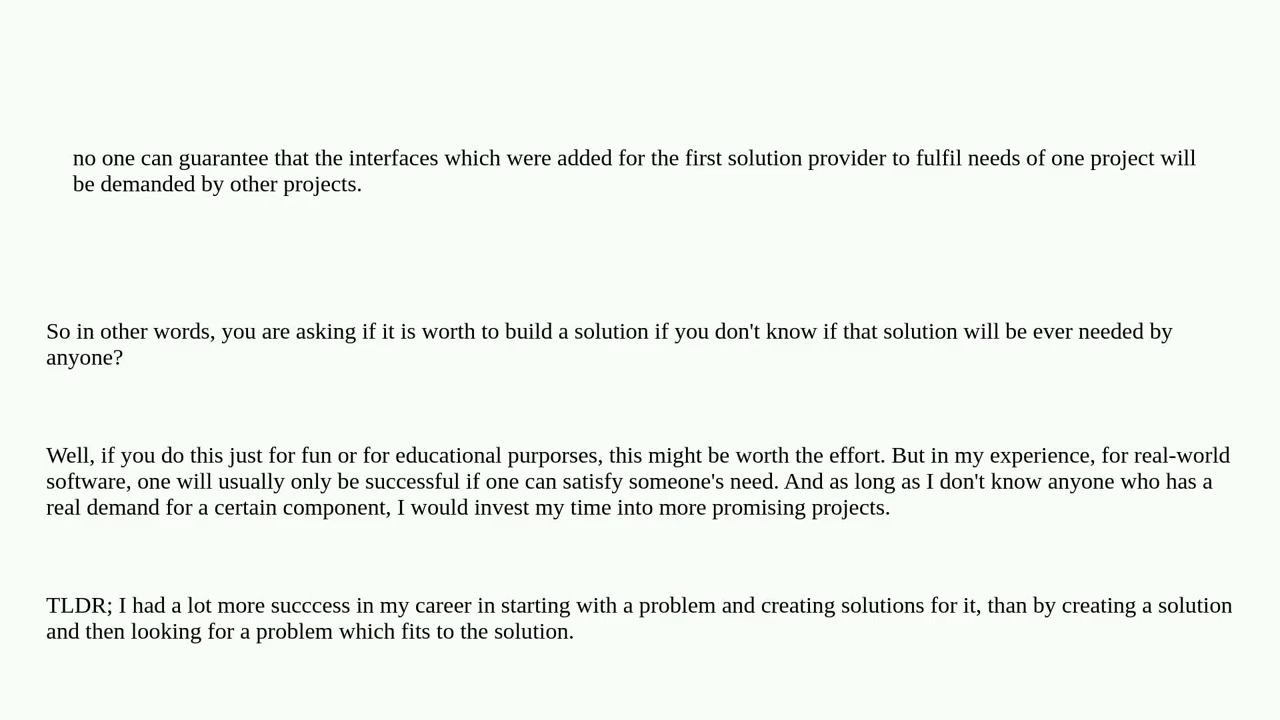 no one can guarantee that the interfaces which were added for the first solution provider to fulfil needs of one project will
be demanded by other projects.
So in other words, you are asking if it is worth to build a solution if you don't know if that solution will be ever needed by
anyone?
Well, if you do this just for fun or for educational purporses, this might be worth the effort. But in my experience, for real-world
software, one will usually only be successful if one can satisfy someone's need. And as long as I don't know anyone who has a
real demand for a certain component, I would invest my time into more promising projects.
TLDR; I had a lot more succcess in my career in starting with a problem and creating solutions for it, than by creating a solution
and then looking for a problem which fits to the solution.